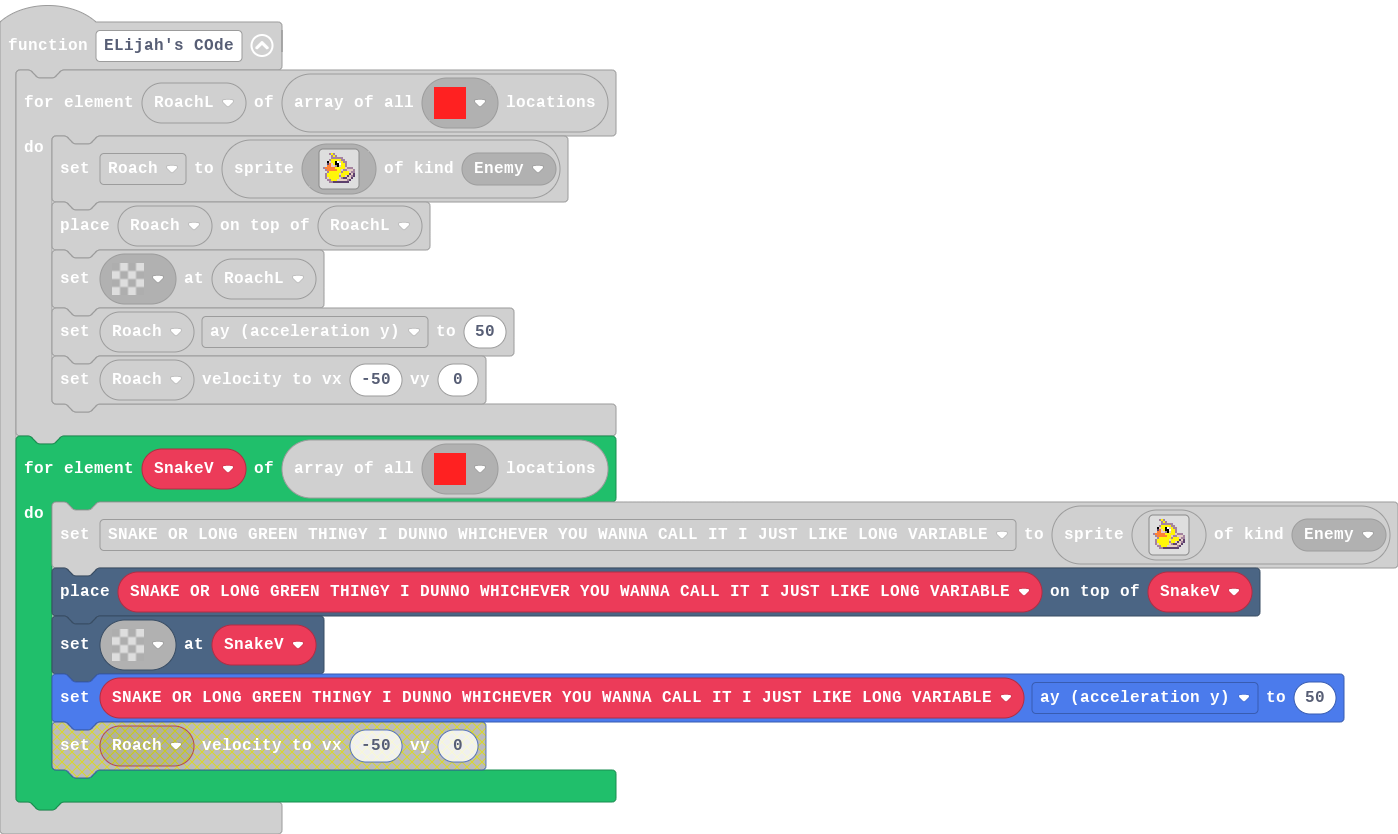 function ELijah's COde
for element RoachL of array of all locations
do
set Roach to sprite of kind Enemy
place Roach on top of RoachL
set at RoachL
set Roach ay (acceleration y) to 50
set Roach velocity to vx -50 vy 0
for element SnakeV of array of all locations
do
set SNAKE OR LONG GREEN THINGY I DUNNO WHICHEVER YOU WANNA CALL IT I JUST LIKE LONG VARIABLE to sprite of kind Enemy
place SNAKE OR LONG GREEN THINGY I DUNNO WHICHEVER YOU WANNA CALL IT I JUST LIKE LONG VARIABLE on top of SnakeV
set at SnakeV
set SNAKE OR LONG GREEN THINGY I DUNNO WHICHEVER YOU WANNA CALL IT I JUST LIKE LONG VARIABLE ay (acceleration y) to 50
set Roach velocity to vx -50 vy 0